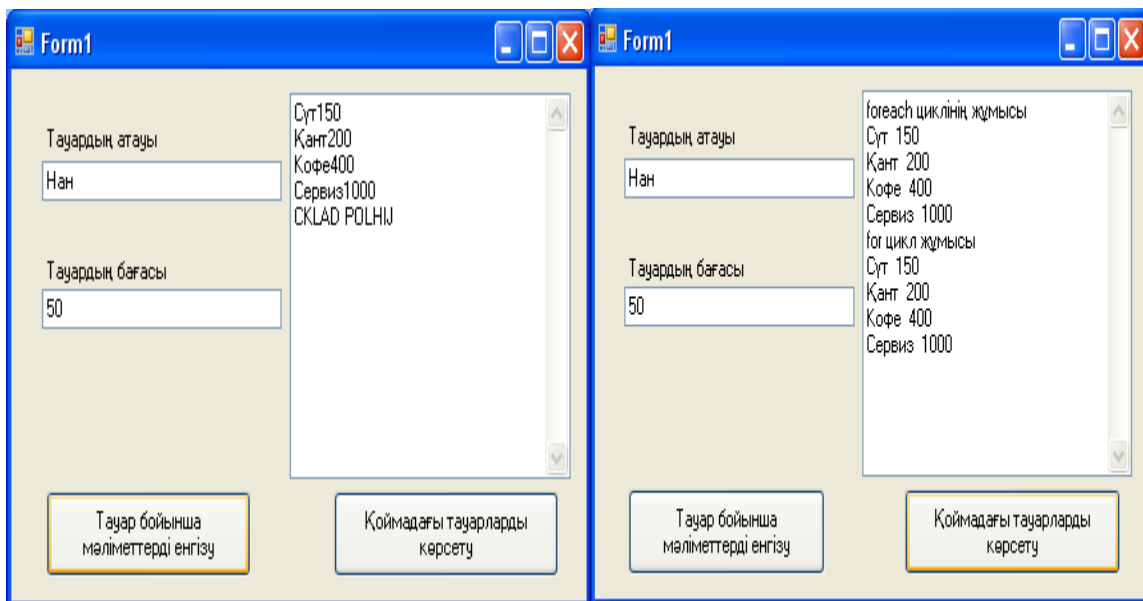 Form1
Тауардың атауы
Нан
Тауардың бағасы
50
Сүт150
Қант200
Кофе400
Сервиз1000
CKLAD POLHIJ
Тауар бойынша
мәліметтерді енгізу
Қоймадағы тауарларды
көрсету
Form1
Тауардың атауы
Нан
Тауардың бағасы
50
foreach циклінің жұмысы
Сүт 150
Қант 200
Кофе 400
Сервиз 1000
for цикл жұмысы
Сүт 150
Қант 200
Кофе 400
Сервиз 1000
Тауар бойынша
мәліметтерді енгізу
Қоймадағы тауарларды
көрсету